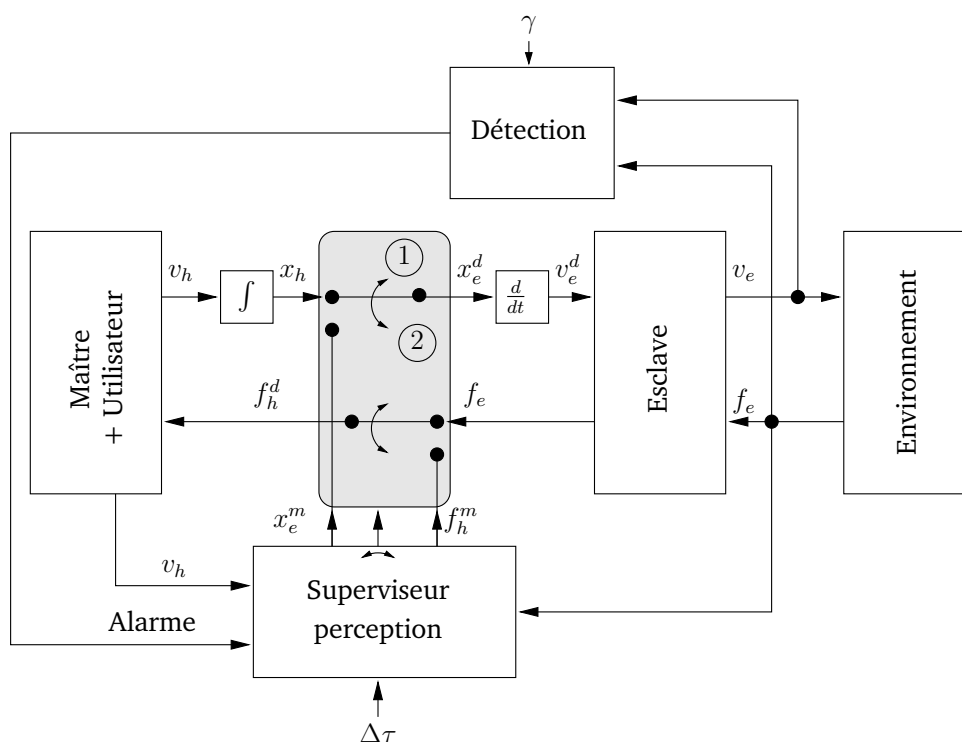 γ
Détection
v_h
∫
x_h
1
2
x_e^d
d/dt
v_e^d
v_e
Maître
+ Utilisateur
Esclave
Environnement
f_h^d
f_e
f_e
x_e^m
f_h^m
v_h
Superviseur
perception
Alarme
Δτ